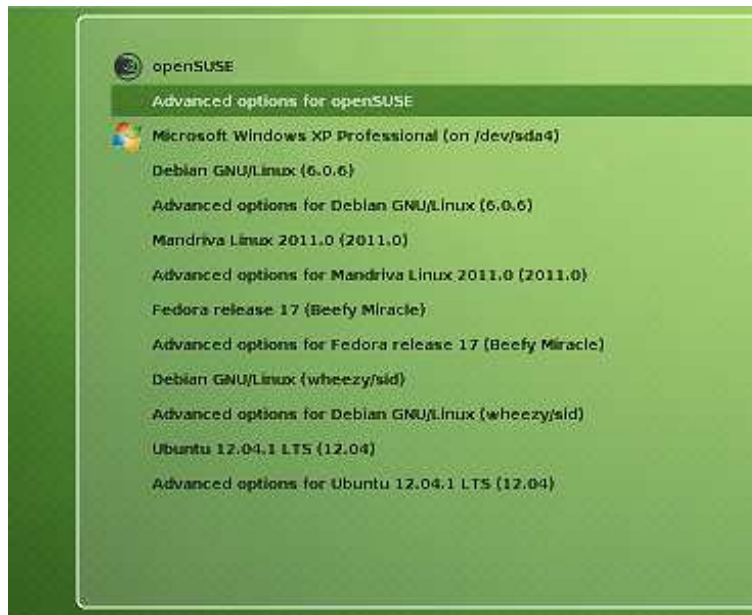 openSUSE
Advanced options for openSUSE
Microsoft Windows XP Professional (on /dev/sda4)
Debian GNU/Linux (6.0.6)
Advanced options for Debian GNU/Linux (6.0.6)
Mandriva Linux 2011.0 (2011.0)
Advanced options for Mandriva Linux 2011.0 (2011.0)
Fedora release 17 (Beefy Miracle)
Advanced options for Fedora release 17 (Beefy Miracle)
Debian GNU/Linux (wheezy/sid)
Advanced options for Debian GNU/Linux (wheezy/sid)
Ubuntu 12.04.1 LTS (12.04)
Advanced options for Ubuntu 12.04.1 LTS (12.04)